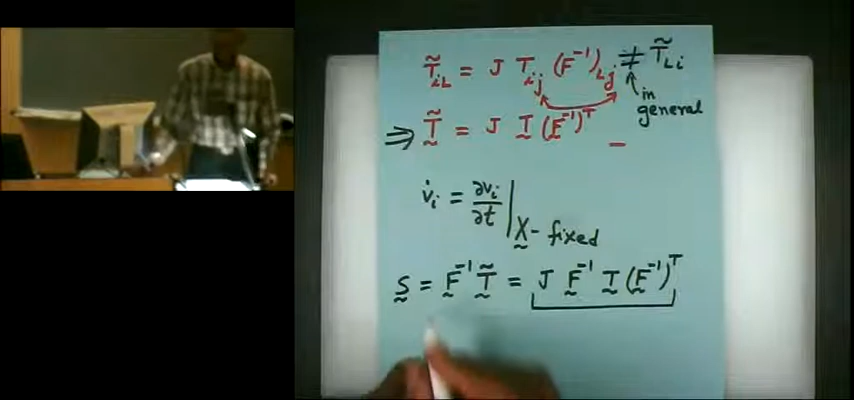 T̃iL = J Tij (F⁻¹)Lj ≠ T̃Li
in general
⇒ T̃ = J T (F⁻¹)ᵀ
v̇i = ∂vi/∂t | X - fixed
S = F⁻¹ T̃ = J F⁻¹ T (F⁻¹)ᵀ